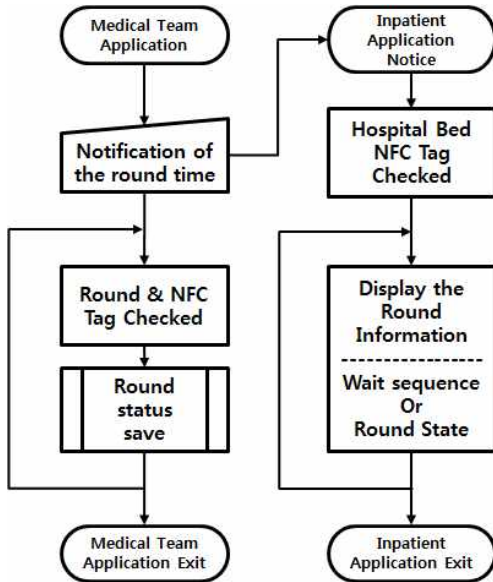 Medical Team
Application
Notification of
the round time
Round & NFC
Tag Checked
Round
status
save
Medical Team
Application Exit
Inpatient
Application
Notice
Hospital Bed
NFC Tag
Checked
Display the
Round
Information
Wait sequence
Or
Round State
Inpatient
Application Exit